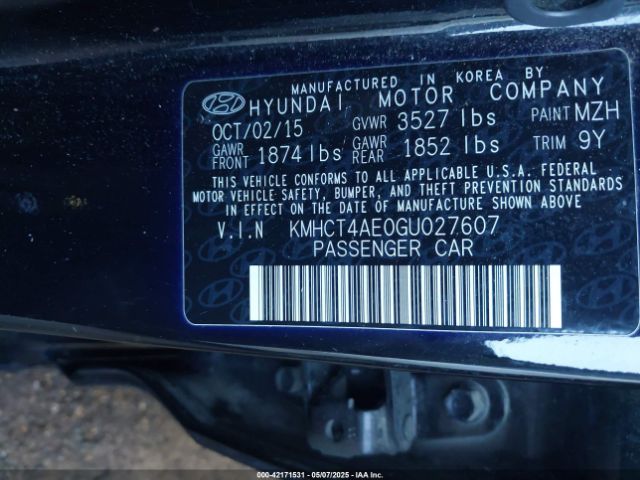 MANUFACTURED IN KOREA BY
HYUNDAI MOTOR COMPANY
OCT/02/15 GVWR 3527 lbs PAINT MZH
GAWR FRONT 1874 lbs GAWR REAR 1852 lbs TRIM 9Y
THIS VEHICLE CONFORMS TO ALL APPLICABLE U.S.A. FEDERAL
MOTOR VEHICLE SAFETY, BUMPER, AND THEFT PREVENTION STANDARDS
IN EFFECT ON THE DATE OF MANUFACTURE SHOWN ABOVE
V.I.N KMHCT4AE0GU027607
PASSENGER CAR
000-42171531 - 05/07/2025 - IAA Inc.